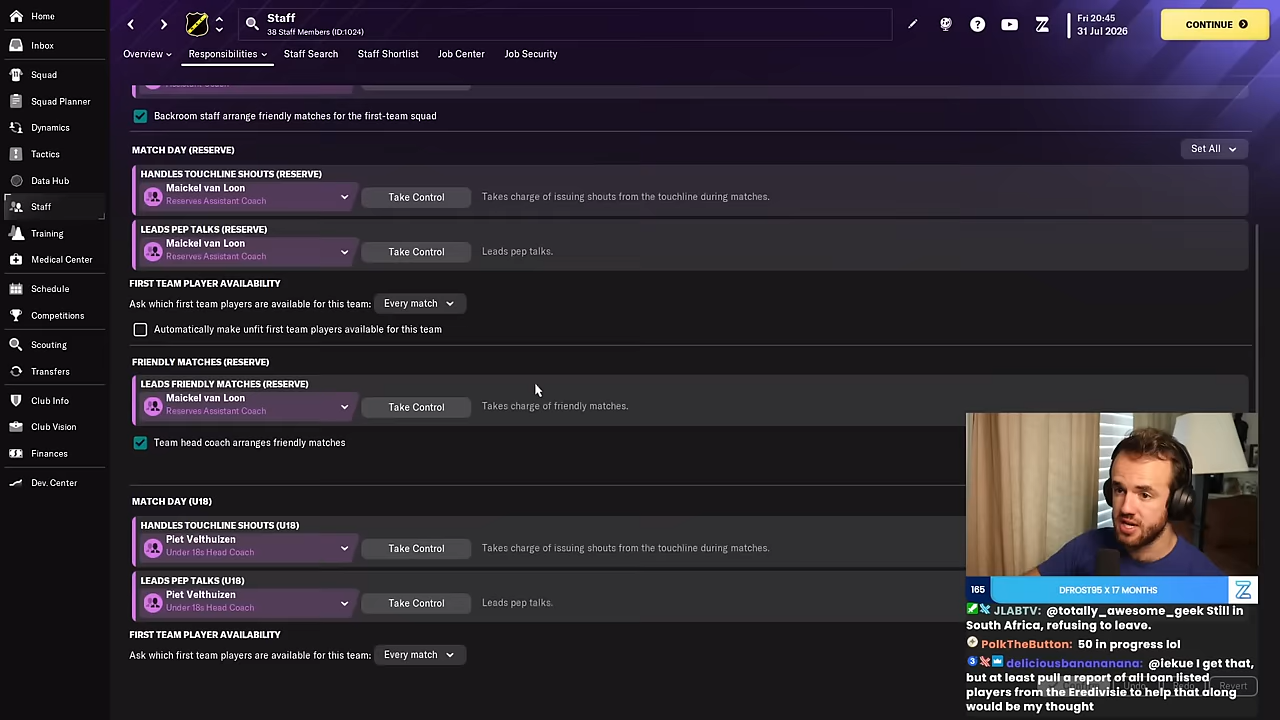 Home
Staff
38 Staff Members (ID:1024)
Fri 20:45
31 Jul 2026
CONTINUE
Inbox
Squad
Squad Planner
Dynamics
Tactics
Data Hub
Staff
Training
Medical Center
Schedule
Competitions
Scouting
Transfers
Club Info
Club Vision
Finances
Dev. Center
Overview
Responsibilities
Staff Search
Staff Shortlist
Job Center
Job Security
Backroom staff arrange friendly matches for the first-team squad
MATCH DAY (RESERVE)
Set All
HANDLES TOUCHLINE SHOUTS (RESERVE)
Maickel van Loon
Reserves Assistant Coach
Take Control
Takes charge of issuing shouts from the touchline during matches.
LEADS PEP TALKS (RESERVE)
Maickel van Loon
Reserves Assistant Coach
Take Control
Leads pep talks.
FIRST TEAM PLAYER AVAILABILITY
Ask which first team players are available for this team:
Every match
Automatically make unfit first team players available for this team
FRIENDLY MATCHES (RESERVE)
LEADS FRIENDLY MATCHES (RESERVE)
Maickel van Loon
Reserves Assistant Coach
Take Control
Takes charge of friendly matches.
Team head coach arranges friendly matches
MATCH DAY (U18)
HANDLES TOUCHLINE SHOUTS (U18)
Piet Velthuizen
Under 18s Head Coach
Take Control
Takes charge of issuing shouts from the touchline during matches.
LEADS PEP TALKS (U18)
Piet Velthuizen
Under 18s Head Coach
Take Control
Leads pep talks.
FIRST TEAM PLAYER AVAILABILITY
Ask which first team players are available for this team:
Every match
165
DFROST95 X 17 MONTHS
JLABTV: @totally_awesome_geek Still in
South Africa, refusing to leave.
PolkTheButton: 50 in progress lol
deliciousbanananana: @iekue I get that,
but at least pull a report of all loan listed
players from the Eredivisie to help that along
would be my thought
Revert